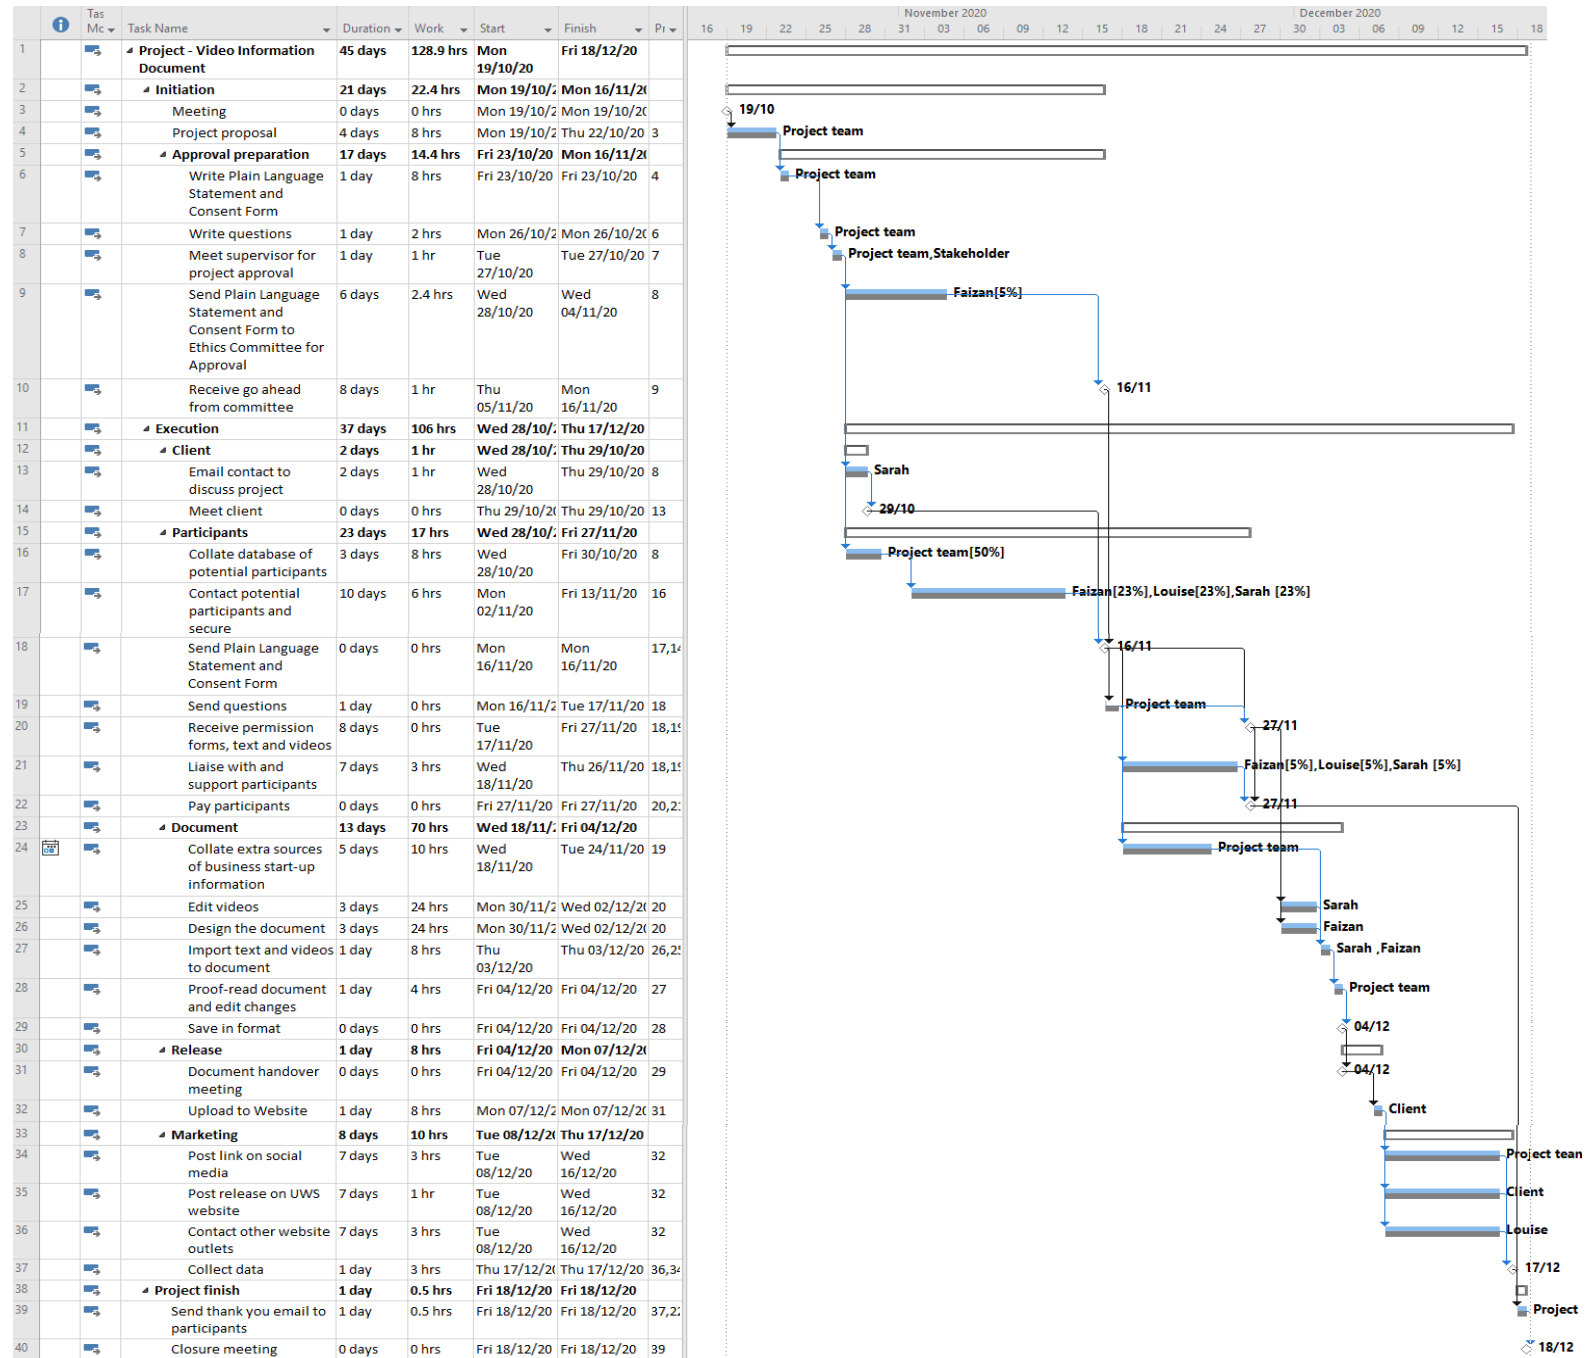 November 2020 December 2020
Tas
Mc Task Name Duration Work Start Finish Pr 16 19 22 25 28 31 03 06 09 12 15 18 21 24 27 30 03 06 09 12 15 18
1 Project - Video Information 45 days 128.9 hrs Mon Fri 18/12/20
Document 19/10/20
2 Initiation 21 days 22.4 hrs Mon 19/10/2 Mon 16/11/20
3 Meeting 0 days 0 hrs Mon 19/10/2 Mon 19/10/20 19/10
4 Project proposal 4 days 8 hrs Mon 19/10/2 Thu 22/10/20 3 Project team
5 Approval preparation 17 days 14.4 hrs Fri 23/10/20 Mon 16/11/20
6 Write Plain Language 1 day 8 hrs Fri 23/10/20 Fri 23/10/20 4 Project team
Statement and
Consent Form
7 Write questions 1 day 2 hrs Mon 26/10/2 Mon 26/10/20 6 Project team
8 Meet supervisor for 1 day 1 hr Tue Tue 27/10/20 7 Project team,Stakeholder
project approval 27/10/20
9 Send Plain Language 6 days 2.4 hrs Wed Wed 8 Faizan[5%]
Statement and 28/10/20 04/11/20
Consent Form to
Ethics Committee for
Approval
10 Receive go ahead 8 days 1 hr Thu Mon 9 16/11
from committee 05/11/20 16/11/20
11 Execution 37 days 106 hrs Wed 28/10/2 Thu 17/12/20
12 Client 2 days 1 hr Wed 28/10/2 Thu 29/10/20
13 Email contact to 2 days 1 hr Wed Thu 29/10/20 8 Sarah
discuss project 28/10/20
14 Meet client 0 days 0 hrs Thu 29/10/20 Thu 29/10/20 13 29/10
15 Participants 23 days 17 hrs Wed 28/10/2 Fri 27/11/20
16 Collate database of 3 days 8 hrs Wed Fri 30/10/20 8 Project team[50%]
potential participants 28/10/20
17 Contact potential 10 days 6 hrs Mon Fri 13/11/20 16 Faizan[23%],Louise[23%],Sarah [23%]
participants and 02/11/20
secure
18 Send Plain Language 0 days 0 hrs Mon Mon 17,14 16/11
Statement and 16/11/20 16/11/20
Consent Form
19 Send questions 1 day 0 hrs Mon 16/11/2 Tue 17/11/20 18 Project team
20 Receive permission 8 days 0 hrs Tue Fri 27/11/20 18,19 27/11
forms, text and videos 17/11/20
21 Liaise with and 7 days 3 hrs Wed Thu 26/11/20 18,19 Faizan[5%],Louise[5%],Sarah [5%]
support participants 18/11/20
22 Pay participants 0 days 0 hrs Fri 27/11/20 Fri 27/11/20 20,21 27/11
23 Document 13 days 70 hrs Wed 18/11/2 Fri 04/12/20
24 Collate extra sources 5 days 10 hrs Wed Tue 24/11/20 19 Project team
of business start-up 18/11/20
information
25 Edit videos 3 days 24 hrs Mon 30/11/2 Wed 02/12/20 20 Sarah
26 Design the document 3 days 24 hrs Mon 30/11/2 Wed 02/12/20 20 Faizan
27 Import text and videos 1 day 8 hrs Thu Thu 03/12/20 26,25 Sarah ,Faizan
to document 03/12/20
28 Proof-read document 1 day 4 hrs Fri 04/12/20 Fri 04/12/20 27 Project team
and edit changes
29 Save in format 0 days 0 hrs Fri 04/12/20 Fri 04/12/20 28 04/12
30 Release 1 day 8 hrs Fri 04/12/20 Mon 07/12/20
31 Document handover 0 days 0 hrs Fri 04/12/20 Fri 04/12/20 29 04/12
meeting
32 Upload to Website 1 day 8 hrs Mon 07/12/2 Mon 07/12/20 31 Client
33 Marketing 8 days 10 hrs Tue 08/12/20 Thu 17/12/20
34 Post link on social 7 days 3 hrs Tue Wed 32 Project team
media 08/12/20 16/12/20
35 Post release on UWS 7 days 1 hr Tue Wed 32 Client
website 08/12/20 16/12/20
36 Contact other website 7 days 3 hrs Tue Wed 32 Louise
outlets 08/12/20 16/12/20
37 Collect data 1 day 3 hrs Thu 17/12/20 Thu 17/12/20 36,34 17/12
38 Project finish 1 day 0.5 hrs Fri 18/12/20 Fri 18/12/20
39 Send thank you email to 1 day 0.5 hrs Fri 18/12/20 Fri 18/12/20 37,22 Project
participants
40 Closure meeting 0 days 0 hrs Fri 18/12/20 Fri 18/12/20 39 18/12